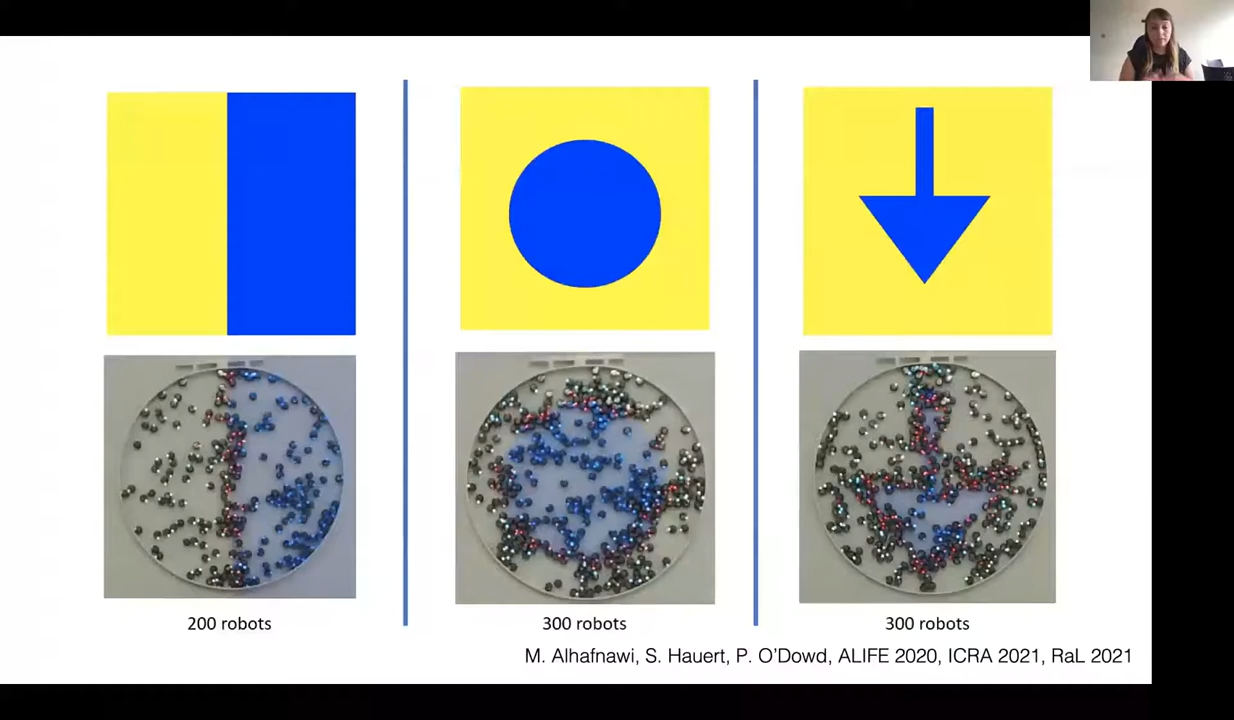 200 robots
300 robots
300 robots
M. Alhafnawi, S. Hauert, P. O'Dowd, ALIFE 2020, ICRA 2021, RaL 2021